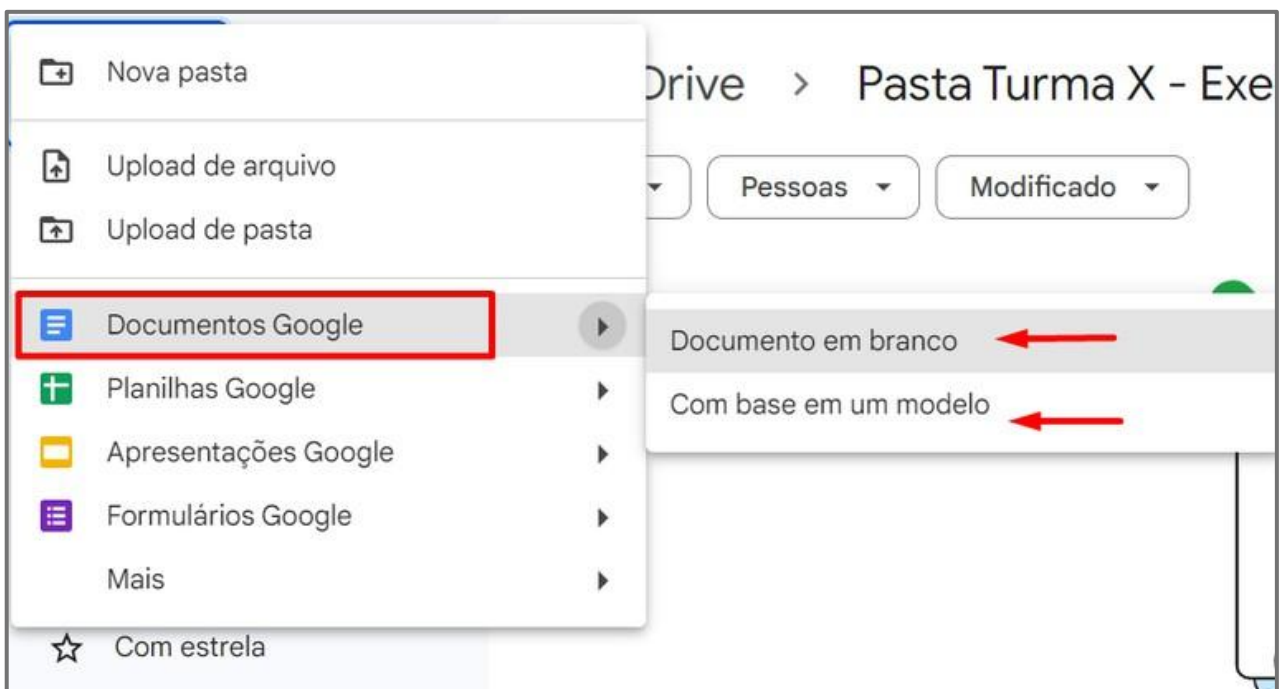 Nova pasta
Upload de arquivo
Upload de pasta
Documentos Google
Planilhas Google
Apresentações Google
Formulários Google
Mais
Com estrela
Drive > Pasta Turma X - Exe
Pessoas
Modificado
Documento em branco
Com base em um modelo